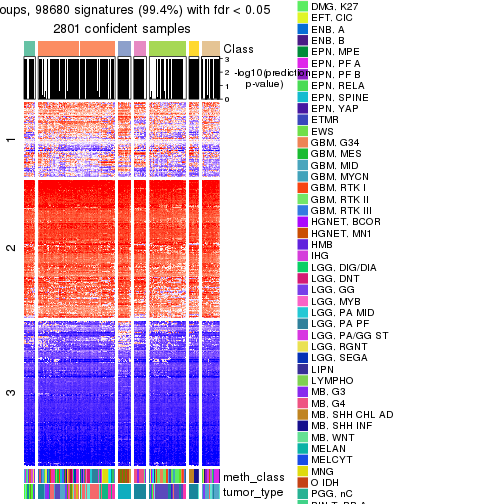 oups, 98680 signatures (99.4%) with fdr < 0.05
2801 confident samples
Class
3
2
1
0
-log10(prediction
p-value)
1
2
3
meth_class
tumor_type
DMG. K27
EFT. CIC
ENB. A
ENB. B
EPN. MPE
EPN. PF A
EPN. PF B
EPN. RELA
EPN. SPINE
EPN. YAP
ETMR
EWS
GBM. G34
GBM. MES
GBM. MID
GBM. MYCN
GBM. RTK I
GBM. RTK II
GBM. RTK III
HGNET. BCOR
HGNET. MN1
HMB
IHG
LGG. DIG/DIA
LGG. DNT
LGG. GG
LGG. MYB
LGG. PA MID
LGG. PA PF
LGG. PA/GG ST
LGG. RGNT
LGG. SEGA
LIPN
LYMPHO
MB. G3
MB. G4
MB. SHH CHL AD
MB. SHH INF
MB. WNT
MELAN
MELCYT
MNG
O IDH
PGG. nC